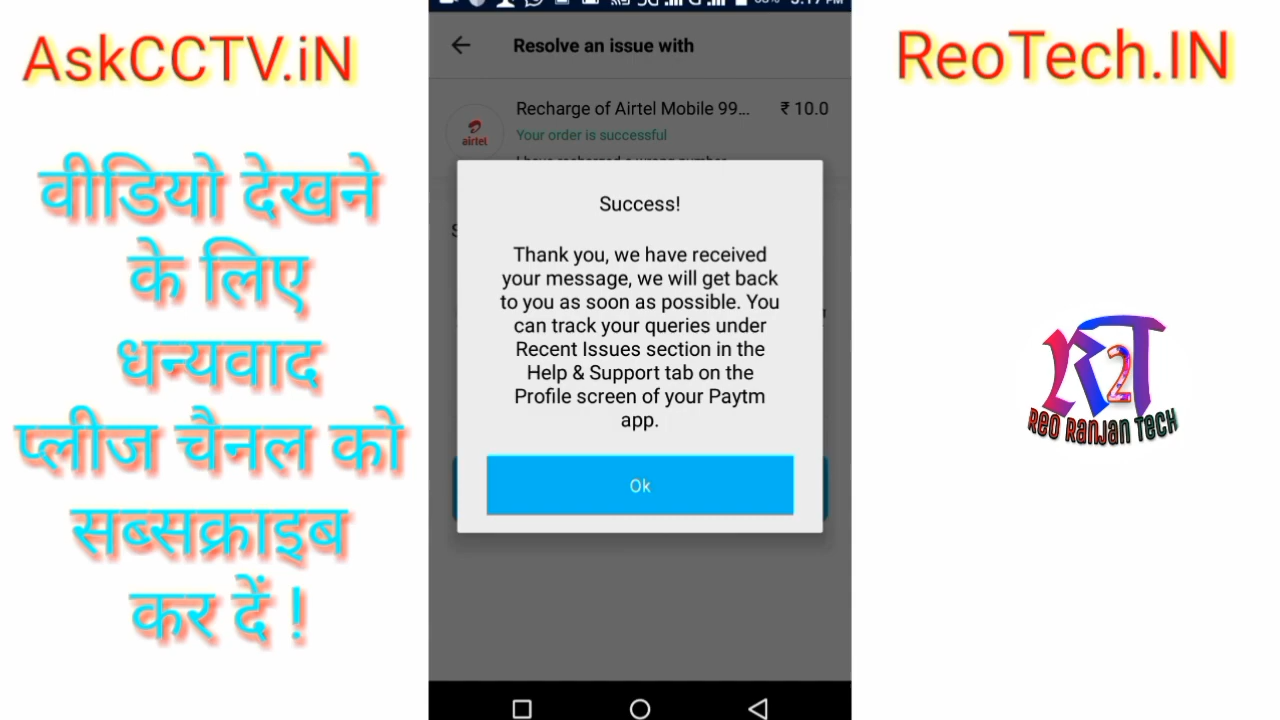 AskCCTV.iN
ReoTech.IN
वीडियो देखने
के लिए
धन्यवाद
प्लीज चैनल को
सब्सक्राइब
कर दें !
Resolve an issue with
Recharge of Airtel Mobile 99...
₹ 10.0
airtel
Your order is successful
Success!
Thank you, we have received
your message, we will get back
to you as soon as possible. You
can track your queries under
Recent Issues section in the
Help & Support tab on the
Profile screen of your Paytm
app.
Ok
R2T
REO RANJAN TECH